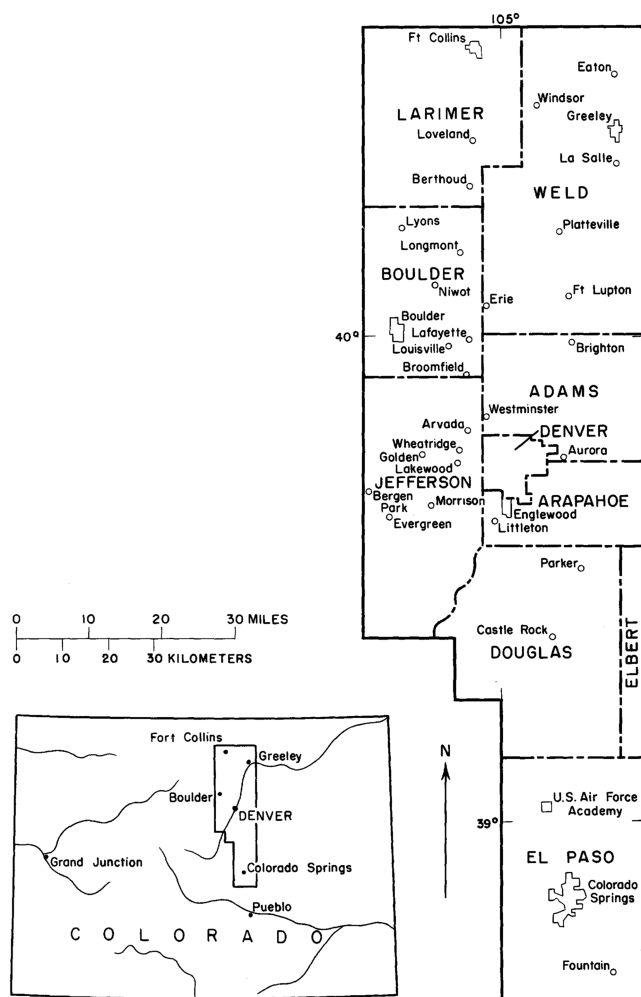 105°
Ft Collins
Eaton
Windsor
Greeley
LARIMER
Loveland
La Salle
Berthoud
WELD
Lyons
Platteville
Longmont
BOULDER
Niwot
Ft Lupton
Erie
Boulder
Lafayette
40°
Louisville
Brighton
Broomfield
ADAMS
Westminster
Arvada
DENVER
Wheatridge
Golden
Aurora
Lakewood
JEFFERSON
Bergen
Park
Morrison
ARAPAHOE
Englewood
Evergreen
Littleton
Parker
0 10 20 30 MILES
0 10 20 30 KILOMETERS
Castle Rock
DOUGLAS
ELBERT
N
Fort Collins
Greeley
Boulder
DENVER
Grand Junction
Colorado Springs
Pueblo
COLORADO
U.S. Air Force
Academy
39°
EL PASO
Colorado
Springs
Fountain